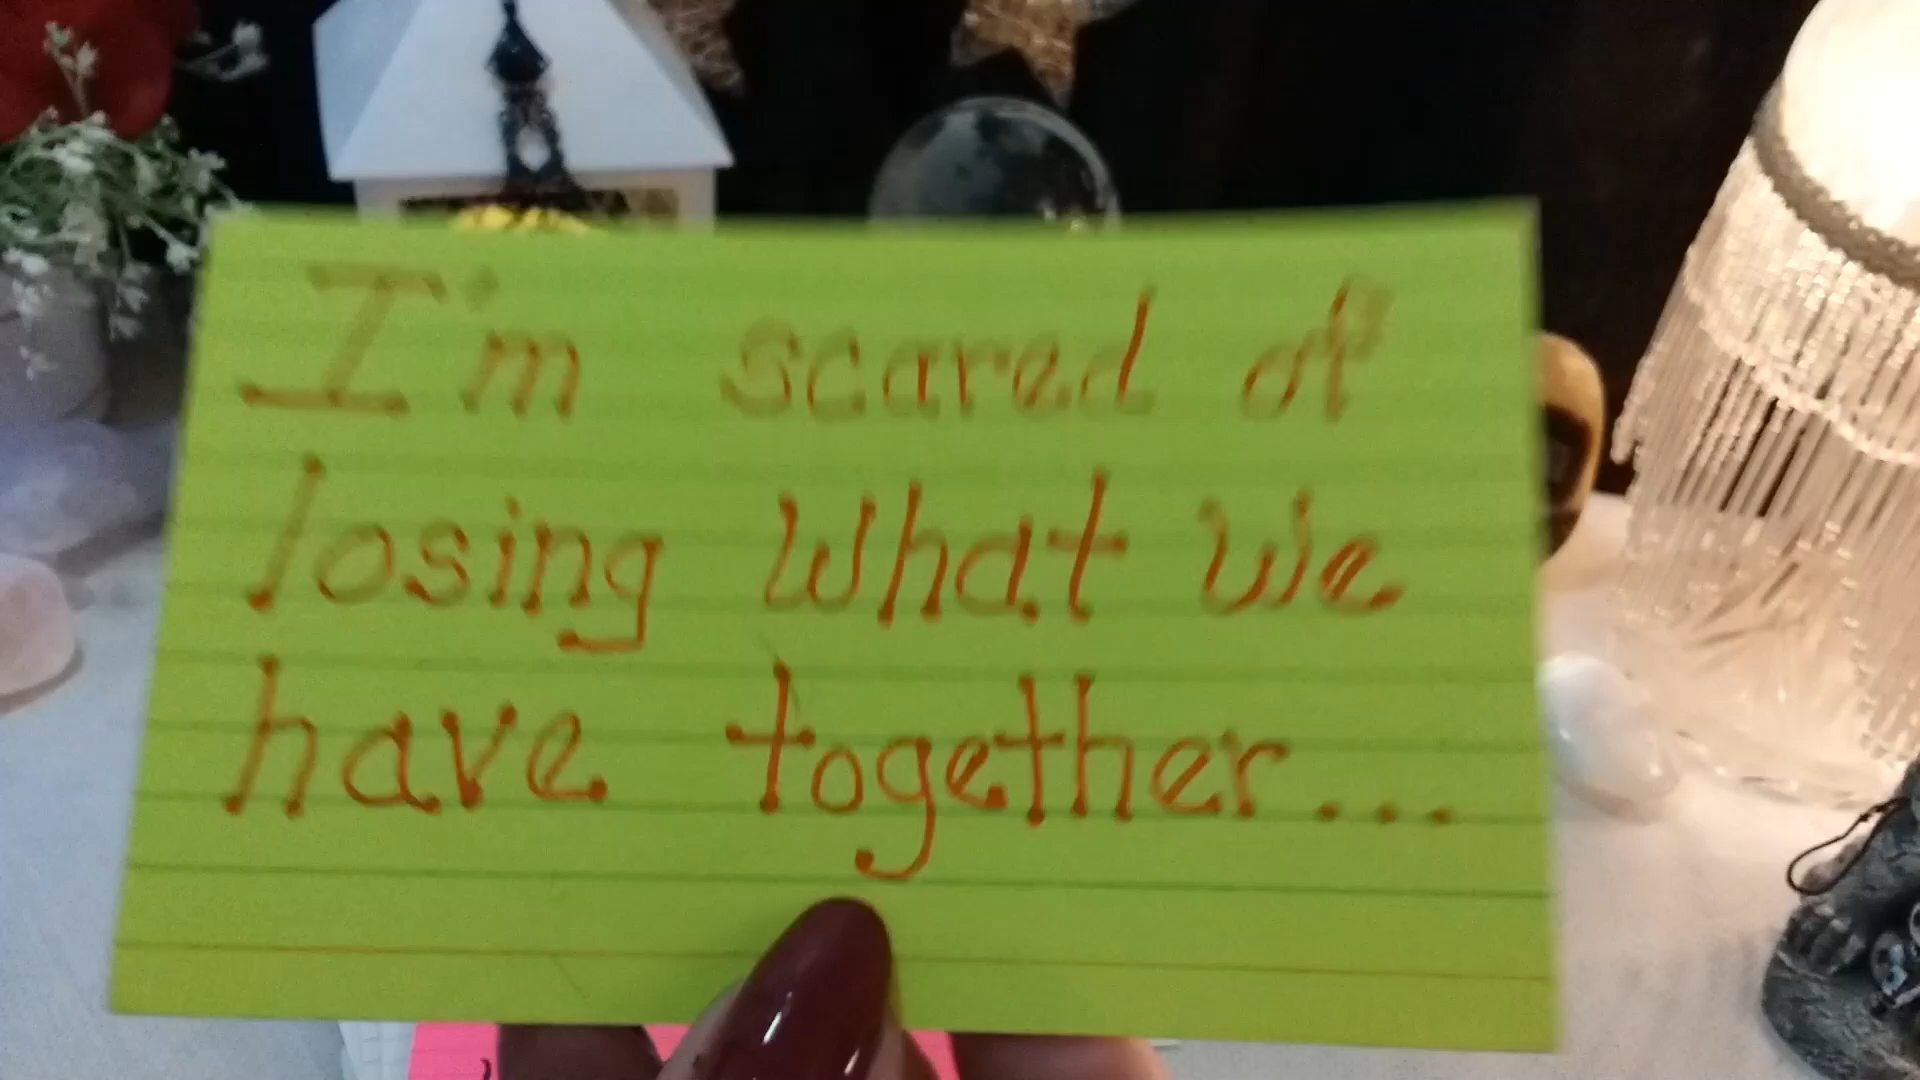 I'm scared of
losing what we
have together...